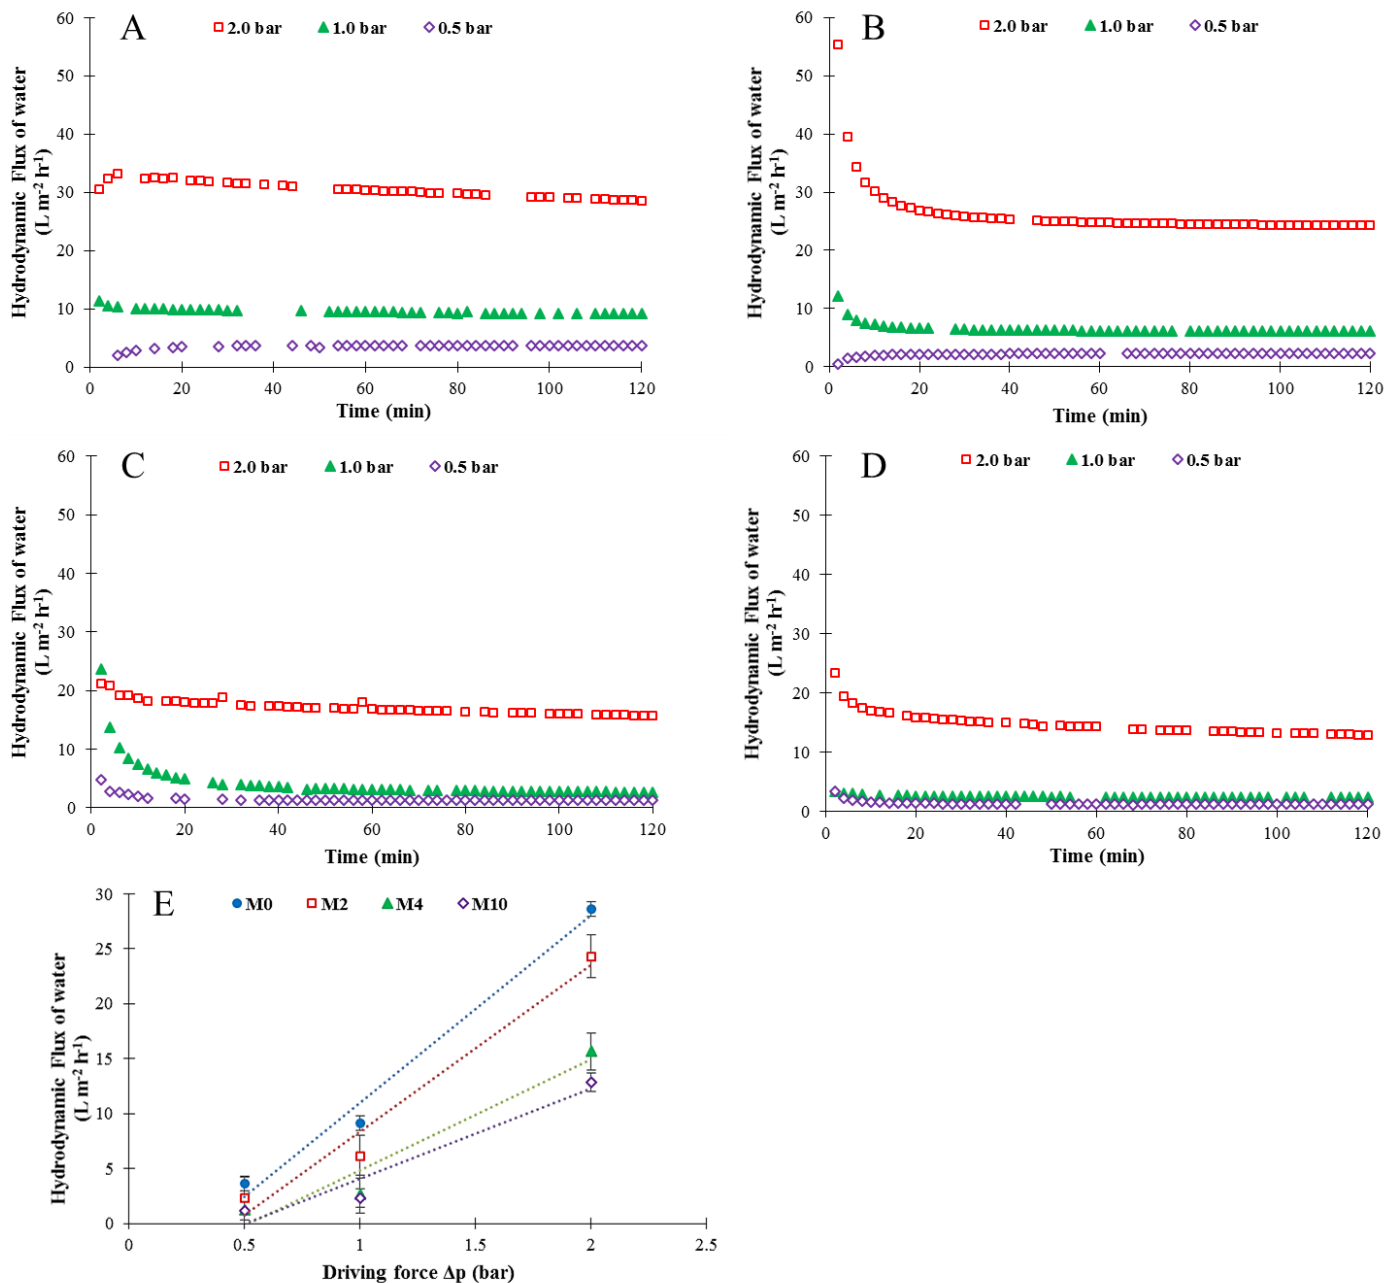 A
2.0 bar 1.0 bar 0.5 bar
Hydrodynamic Flux of water
(L m⁻² h⁻¹)
60
50
40
30
20
10
0
0 20 40 60 80 100 120
Time (min)
B
2.0 bar 1.0 bar 0.5 bar
Hydrodynamic Flux of water
(L m⁻² h⁻¹)
60
50
40
30
20
10
0
0 20 40 60 80 100 120
Time (min)
C
2.0 bar 1.0 bar 0.5 bar
Hydrodynamic Flux of water
(L m⁻² h⁻¹)
60
50
40
30
20
10
0
0 20 40 60 80 100 120
Time (min)
D
2.0 bar 1.0 bar 0.5 bar
Hydrodynamic Flux of water
(L m⁻² h⁻¹)
60
50
40
30
20
10
0
0 20 40 60 80 100 120
Time (min)
E
M0 M2 M4 M10
Hydrodynamic Flux of water
(L m⁻² h⁻¹)
30
25
20
15
10
5
0
0 0.5 1 1.5 2 2.5
Driving force Δp (bar)